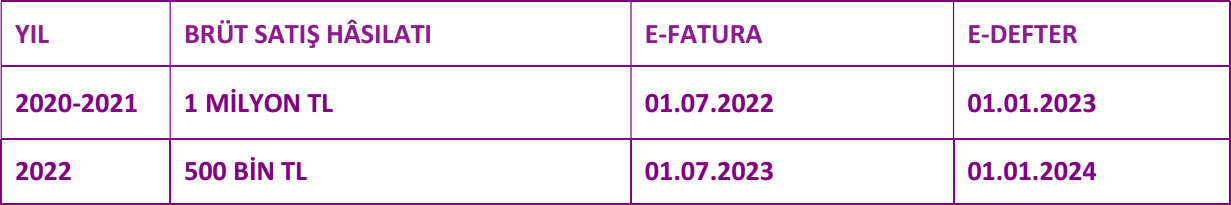 YIL BRÜT SATIŞ HÂSILATI E-FATURA E-DEFTER
2020-2021 1 MİLYON TL 01.07.2022 01.01.2023
2022 500 BİN TL 01.07.2023 01.01.2024